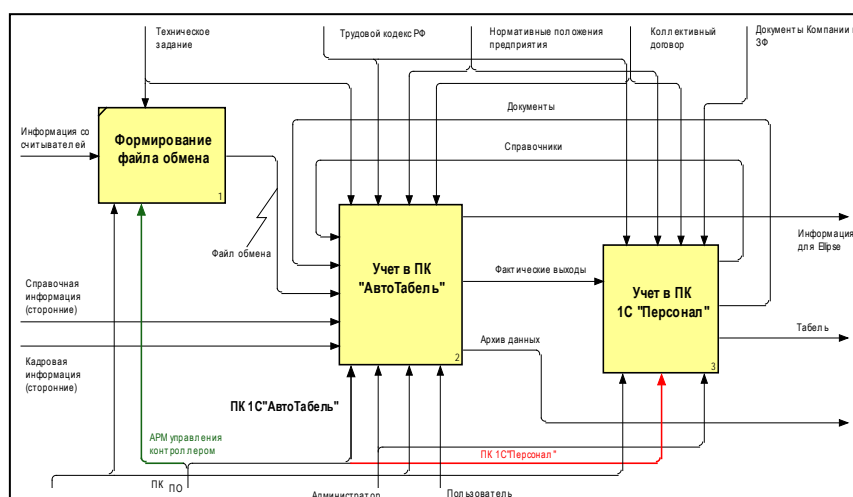 Техническое
задание
Трудовой кодекс РФ
Нормативные положения
предприятия
Коллективный
договор
Документы Компании
ЗФ
Документы
Информация со
считывателей
Формирование
файла обмена
1
Справочники
Файл обмена
Информация
для Ellipse
Учет в ПК
"АвтоТабель"
2
Фактические выходы
Учет в ПК
1С "Персонал"
3
Справочная
информация
(сторонние)
Табель
Архив данных
Кадровая
информация
(сторонние)
ПК 1С"АвтоТабель"
АРМ управления
контроллером
ПК 1С"Персонал"
ПК
ПО
Администратор
Пользователь